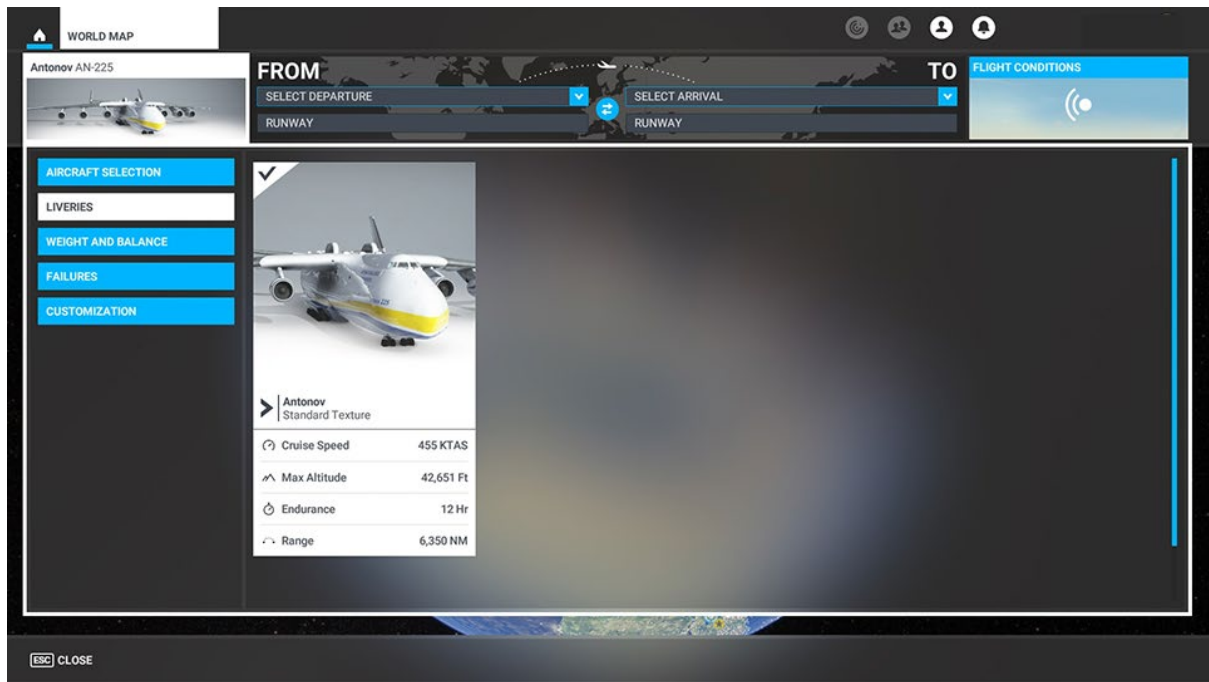 WORLD MAP
Antonov AN-225
FROM
TO
FLIGHT CONDITIONS
SELECT DEPARTURE
SELECT ARRIVAL
RUNWAY
RUNWAY
AIRCRAFT SELECTION
LIVERIES
WEIGHT AND BALANCE
FAILURES
CUSTOMIZATION
Antonov
Standard Texture
Cruise Speed 455 KTAS
Max Altitude 42,651 Ft
Endurance 12 Hr
Range 6,350 NM
ESC CLOSE